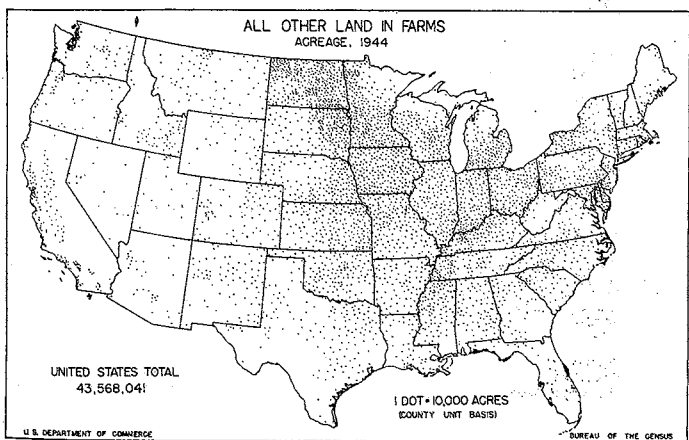 ALL OTHER LAND IN FARMS
ACREAGE, 1944
UNITED STATES TOTAL
43,568,041
1 DOT=10,000 ACRES
(COUNTY UNIT BASIS)
U.S. DEPARTMENT OF COMMERCE
BUREAU OF THE CENSUS